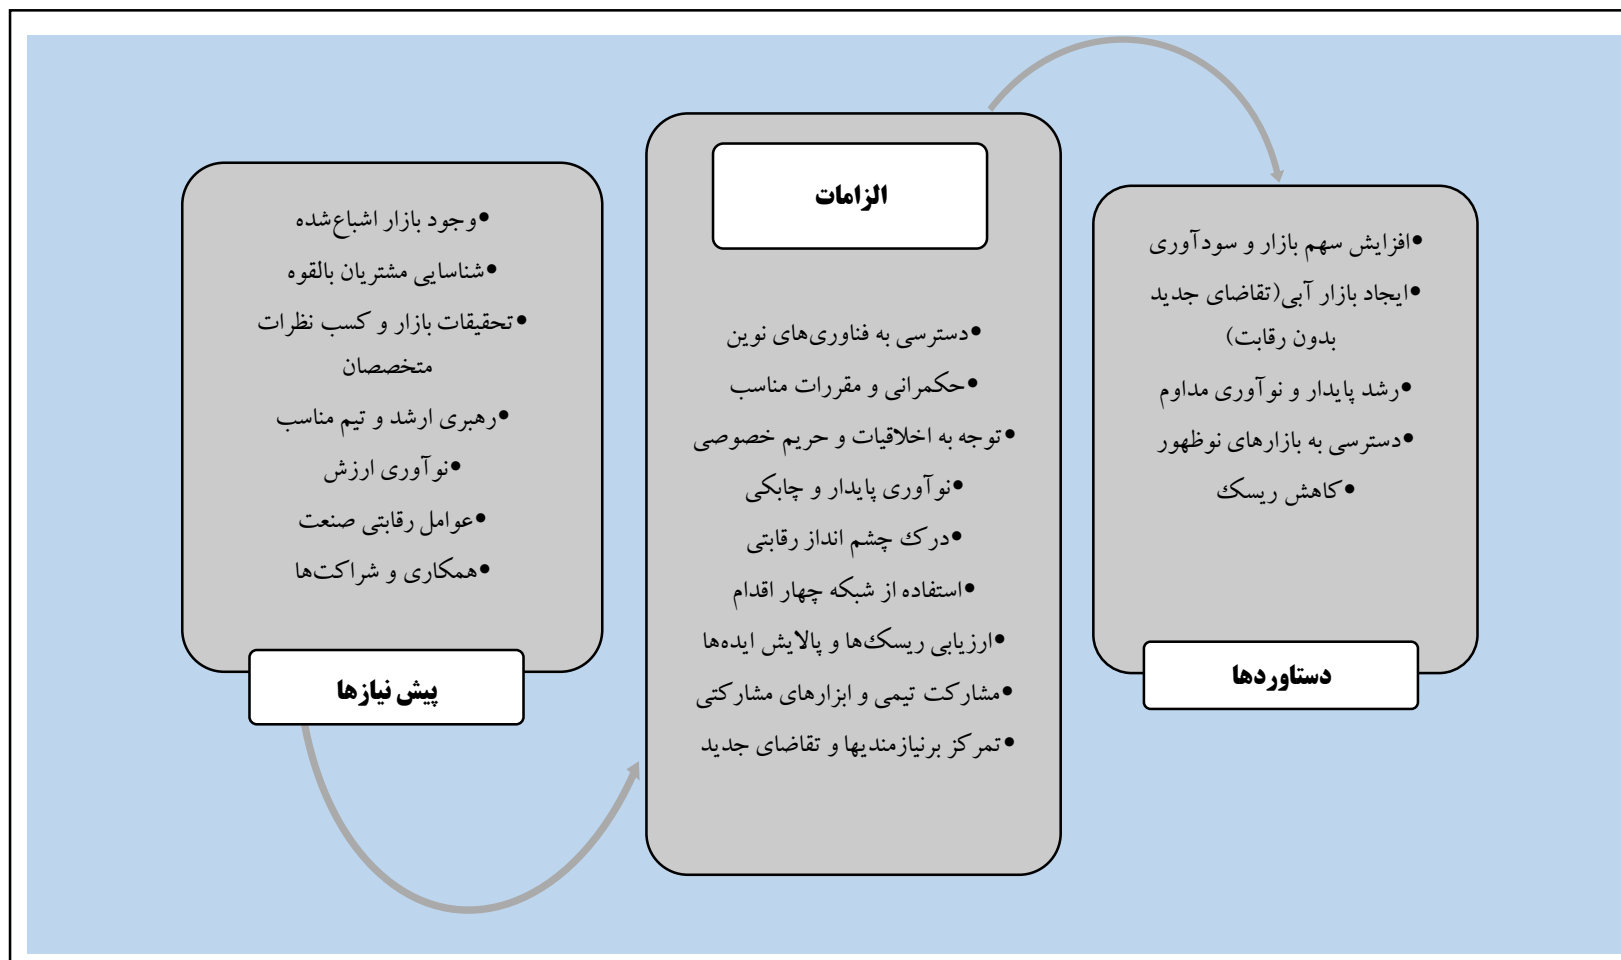 •وجود بازار اشباع‌شده
•شناسایی مشتریان بالقوه
•تحقیقات بازار و کسب نظرات
متخصصان
•رهبری ارشد و تیم مناسب
•نوآوری ارزش
•عوامل رقابتی صنعت
•همکاری و شراکت‌ها
پیش نیازها
الزامات
•دسترسی به فناوری‌های نوین
•حکمرانی و مقررات مناسب
•توجه به اخلاقیات و حریم خصوصی
•نوآوری پایدار و چابکی
•درک چشم انداز رقابتی
•استفاده از شبکه چهار اقدام
•ارزیابی ریسک‌ها و پالایش ایده‌ها
•مشارکت تیمی و ابزارهای مشارکتی
•تمرکز برنیازمندیها و تقاضای جدید
•افزایش سهم بازار و سودآوری
•ایجاد بازار آبی(تقاضای جدید
بدون رقابت)
•رشد پایدار و نوآوری مداوم
•دسترسی به بازارهای نوظهور
•کاهش ریسک
دستاوردها